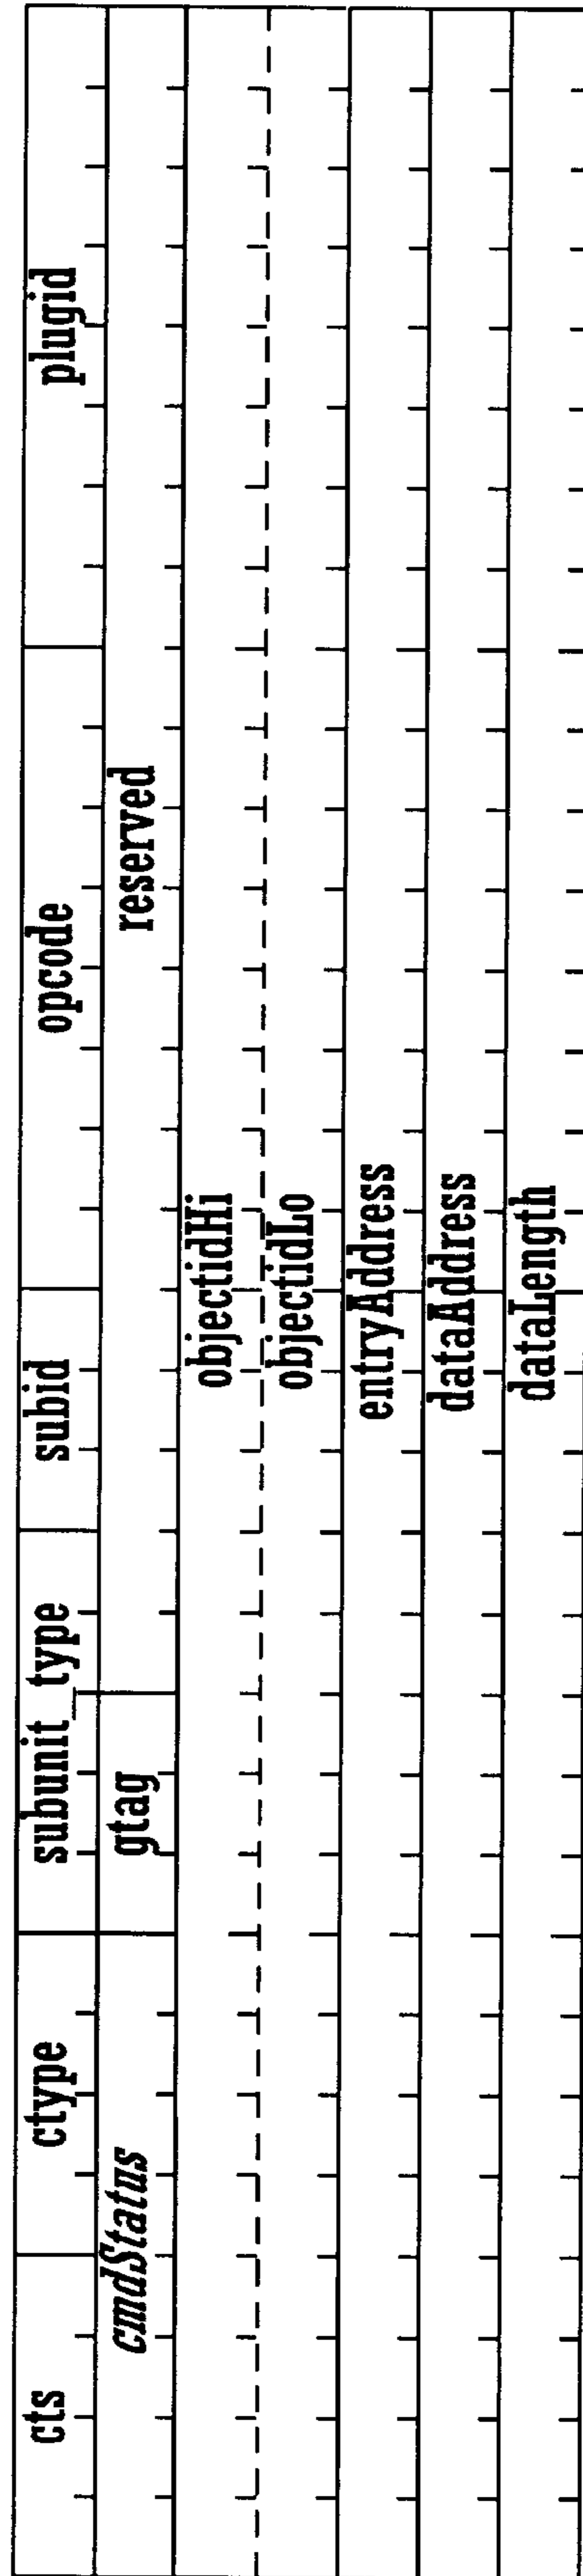 cts ctype subunit_type subid opcode plugid
cmdStatus gtag reserved
objectidHi
objectidLo
entryAddress
dataAddress
dataLength